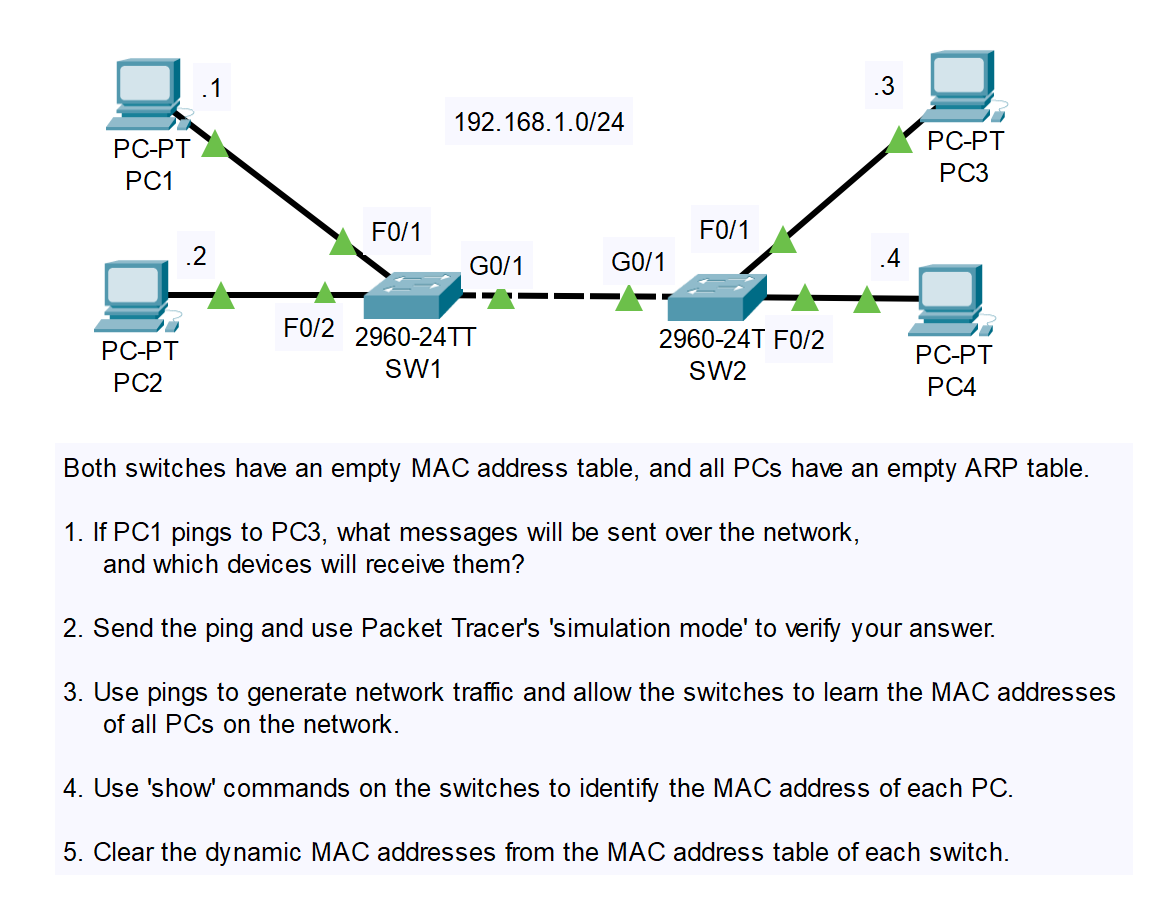 .1
.3
192.168.1.0/24
PC-PT
PC1
PC-PT
PC3
F0/1
F0/1
.2
G0/1
G0/1
.4
F0/2
2960-24TT
SW1
2960-24T
SW2
F0/2
PC-PT
PC2
PC-PT
PC4
Both switches have an empty MAC address table, and all PCs have an empty ARP table.
1. If PC1 pings to PC3, what messages will be sent over the network,
and which devices will receive them?
2. Send the ping and use Packet Tracer's 'simulation mode' to verify your answer.
3. Use pings to generate network traffic and allow the switches to learn the MAC addresses
of all PCs on the network.
4. Use 'show' commands on the switches to identify the MAC address of each PC.
5. Clear the dynamic MAC addresses from the MAC address table of each switch.